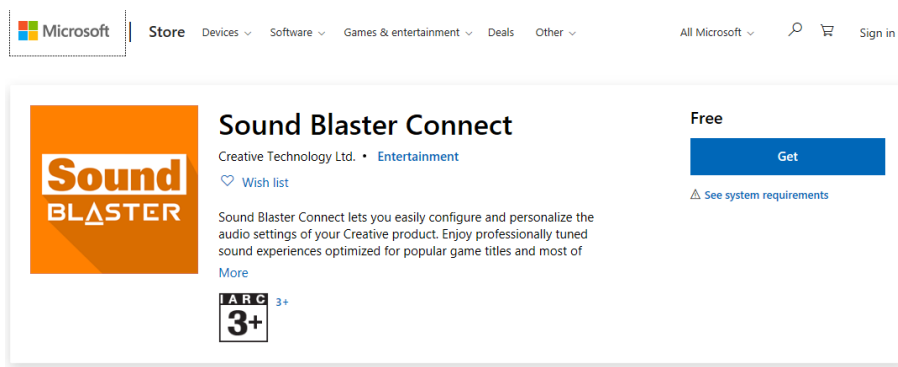 Microsoft Store Devices Software Games & entertainment Deals Other All Microsoft Sign in
Sound BLASTER
Sound Blaster Connect
Creative Technology Ltd. • Entertainment
Wish list
Sound Blaster Connect lets you easily configure and personalize the
audio settings of your Creative product. Enjoy professionally tuned
sound experiences optimized for popular game titles and most of
More
IARC
3+
3+
Free
Get
See system requirements